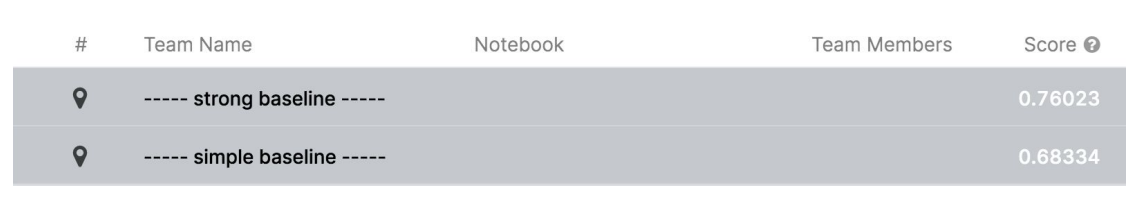 # Team Name Notebook Team Members Score ?
----- strong baseline ----- 0.76023
----- simple baseline ----- 0.68334